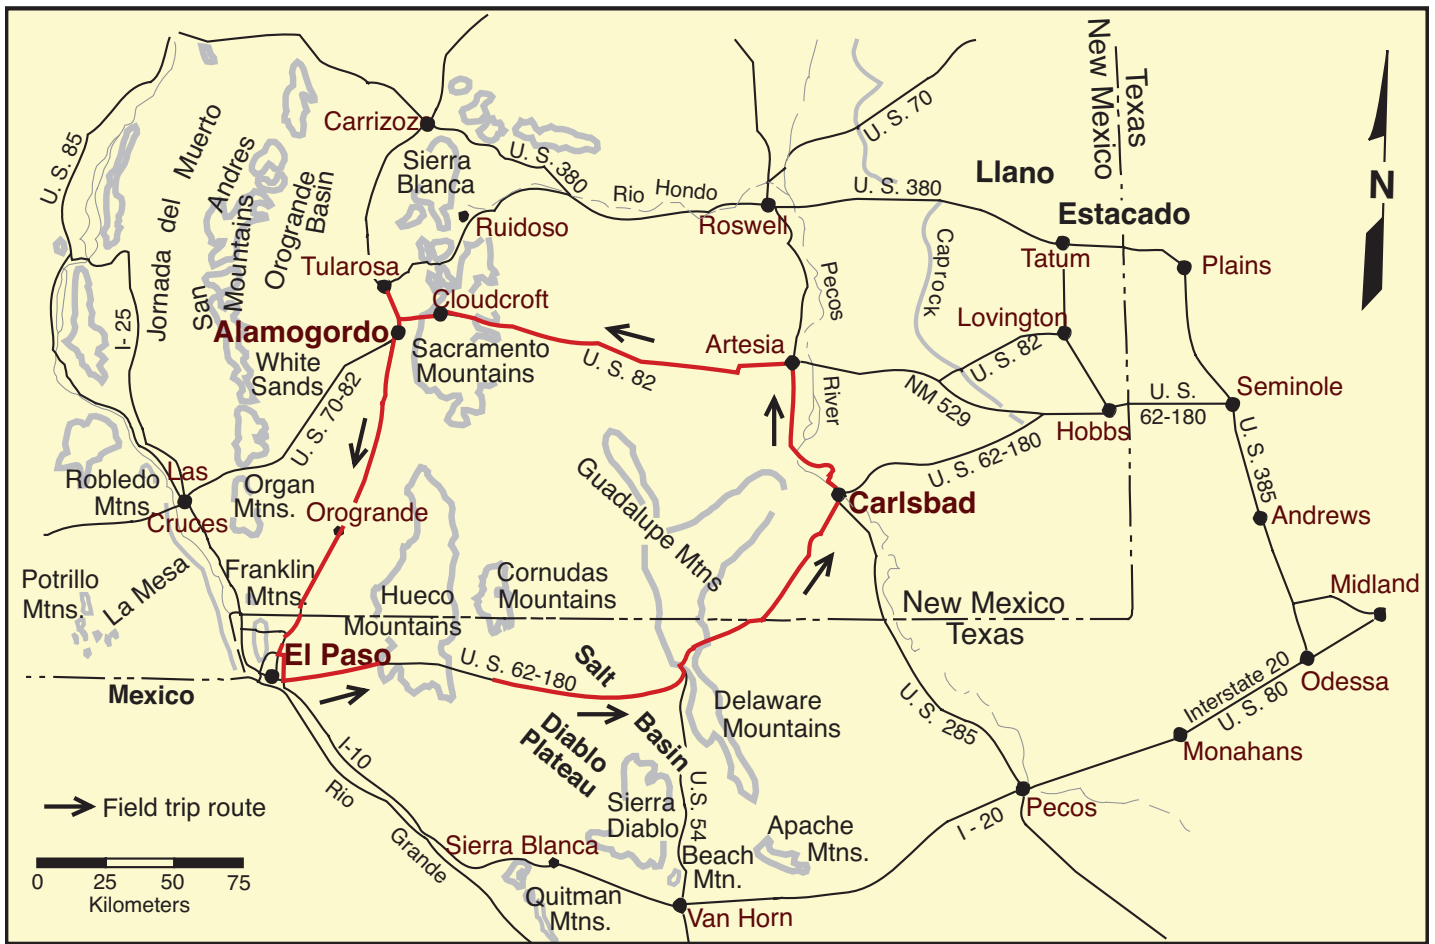 New Mexico
Texas
N
U. S. 85
Jornada del Muerto
San Andres
Mountains
Orogrande
Basin
Carrizoz
Sierra
Blanca
U. S. 380
Rio Hondo
U. S. 70
U. S. 380
Llano
Estacado
Ruidoso
Roswell
Tatum
Plains
Tularosa
Cloudcroft
Pecos
River
Caprock
I- 25
Alamogordo
White
Sands
Sacramento
Mountains
U. S. 82
Artesia
Lovington
U. S. 82
NM 529
Hobbs
U. S.
62-180
Seminole
U. S. 70-82
U. S. 62-180
U. S. 385
Robledo
Mtns.
Las
Cruces
Organ
Mtns.
Orogrande
Guadalupe Mtns
Carlsbad
Andrews
Potrillo
Mtns.
La Mesa
Franklin
Mtns.
Hueco
Mountains
Cornudas
Mountains
New Mexico
Texas
Midland
El Paso
Mexico
U. S. 62-180
Salt
Basin
Diablo
Plateau
Delaware
Mountains
U. S. 285
Interstate 20
U. S. 80
Odessa
Monahans
I-10
Rio
Grande
Field trip route
0 25 50 75
Kilometers
Sierra
Diablo
U.S. 54
Apache
Mtns.
I - 20
Pecos
Sierra Blanca
Beach
Mtn.
Quitman
Mtns.
Van Horn